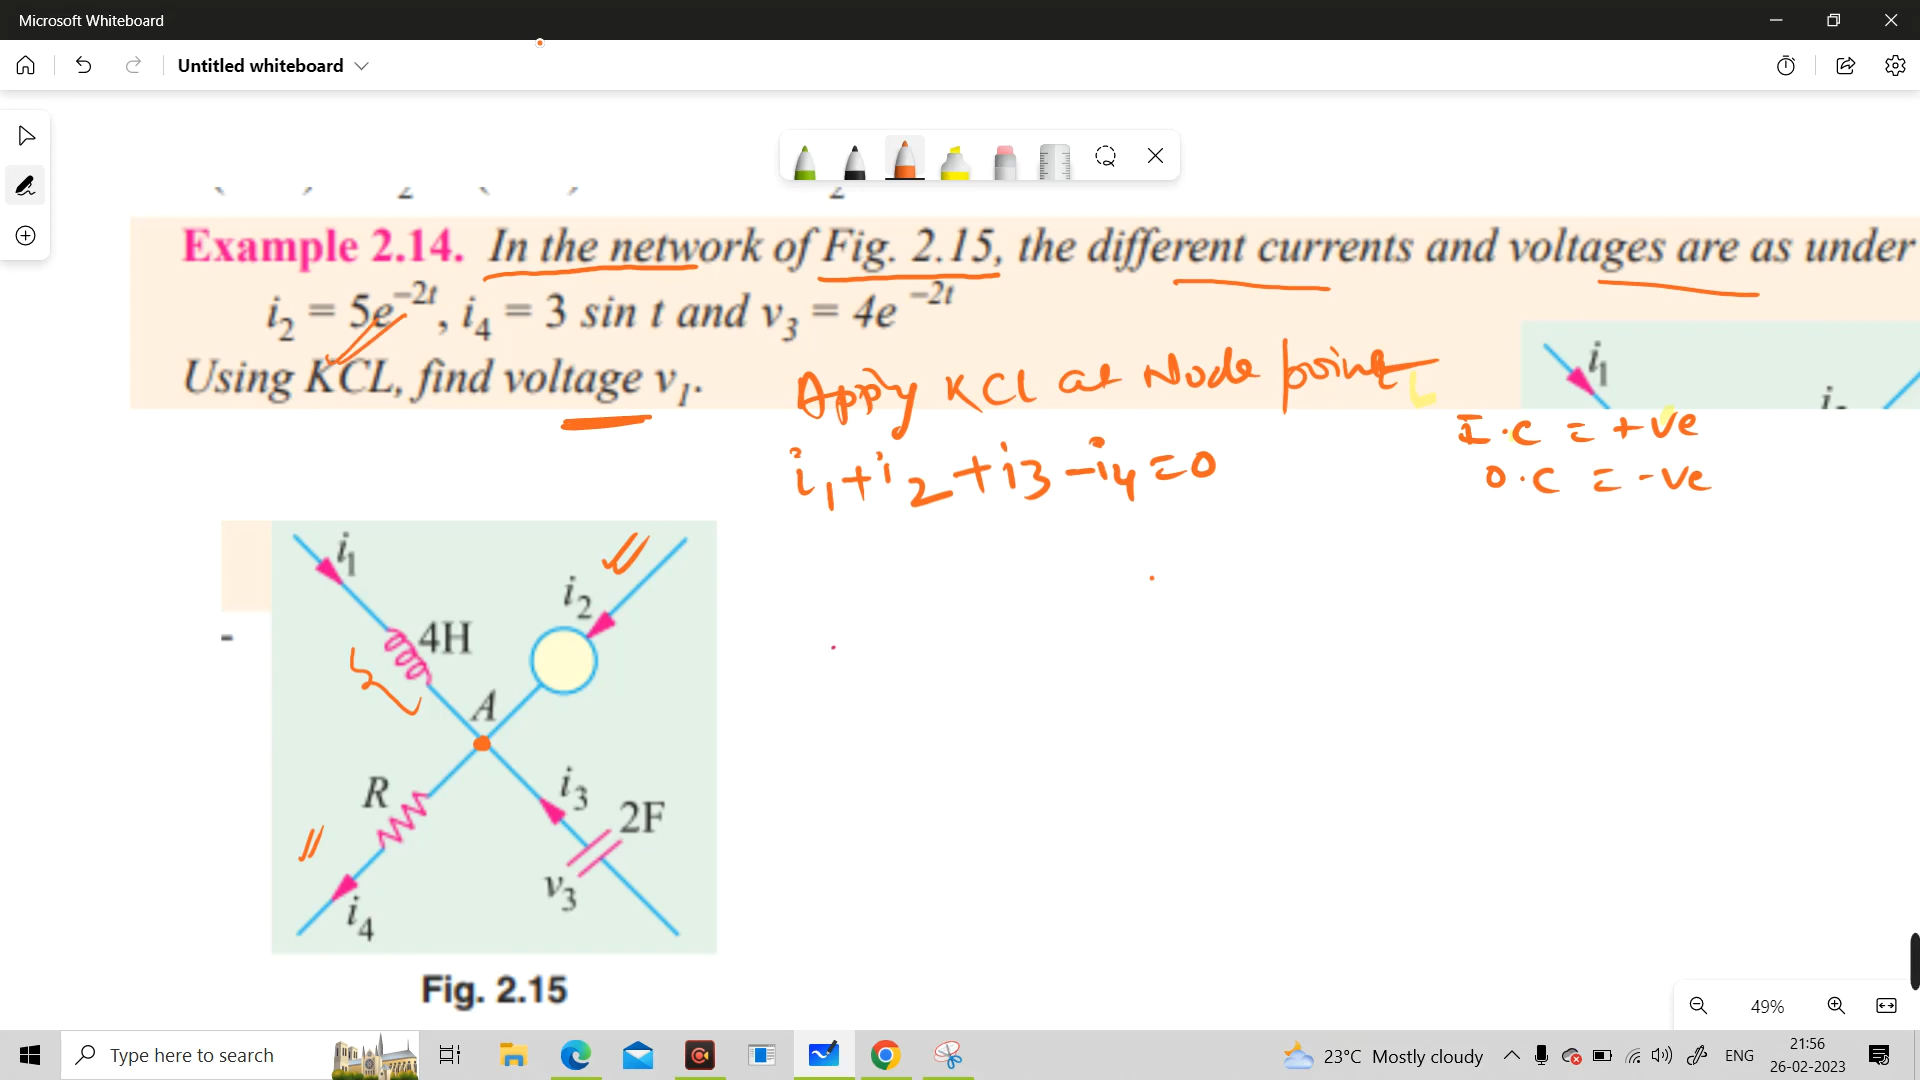 Microsoft Whiteboard
Untitled whiteboard
Example 2.14. In the network of Fig. 2.15, the different currents and voltages are as under
i₂ = 5e⁻²ᵗ, i₄ = 3 sin t and v₃ = 4e ⁻²ᵗ
Using KCL, find voltage v₁.
Apply KCL at Node point
i₁+i₂+i₃-i₄=0
I.C = +ve
O.C = -ve
i₁
i₁
4H
i₂
A
R
i₃
2F
v₃
i₄
Fig. 2.15
49%
Type here to search
23°C Mostly cloudy
ENG
21:56
26-02-2023